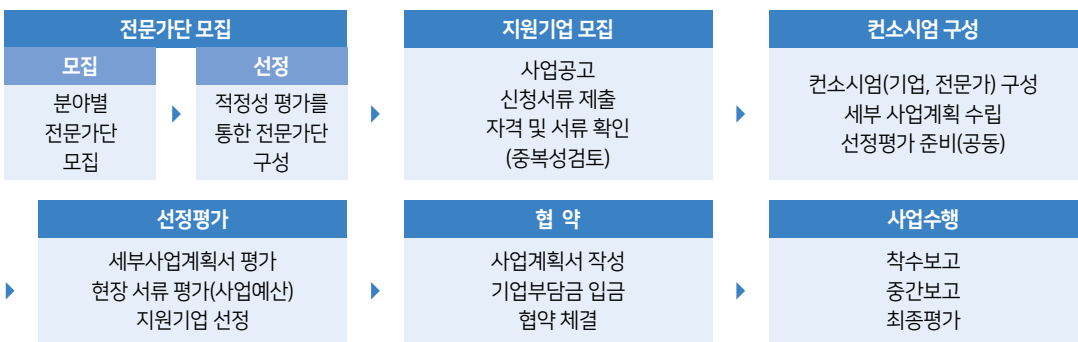 전문가단 모집
모집
분야별
전문가단
모집
선정
적정성 평가를
통한 전문가단
구성
지원기업 모집
사업공고
신청서류 제출
자격 및 서류 확인
(중복성검토)
컨소시엄 구성
컨소시엄(기업, 전문가) 구성
세부 사업계획 수립
선정평가 준비(공동)
선정평가
세부사업계획서 평가
현장 서류 평가(사업예산)
지원기업 선정
협 약
사업계획서 작성
기업부담금 입금
협약 체결
사업수행
착수보고
중간보고
최종평가